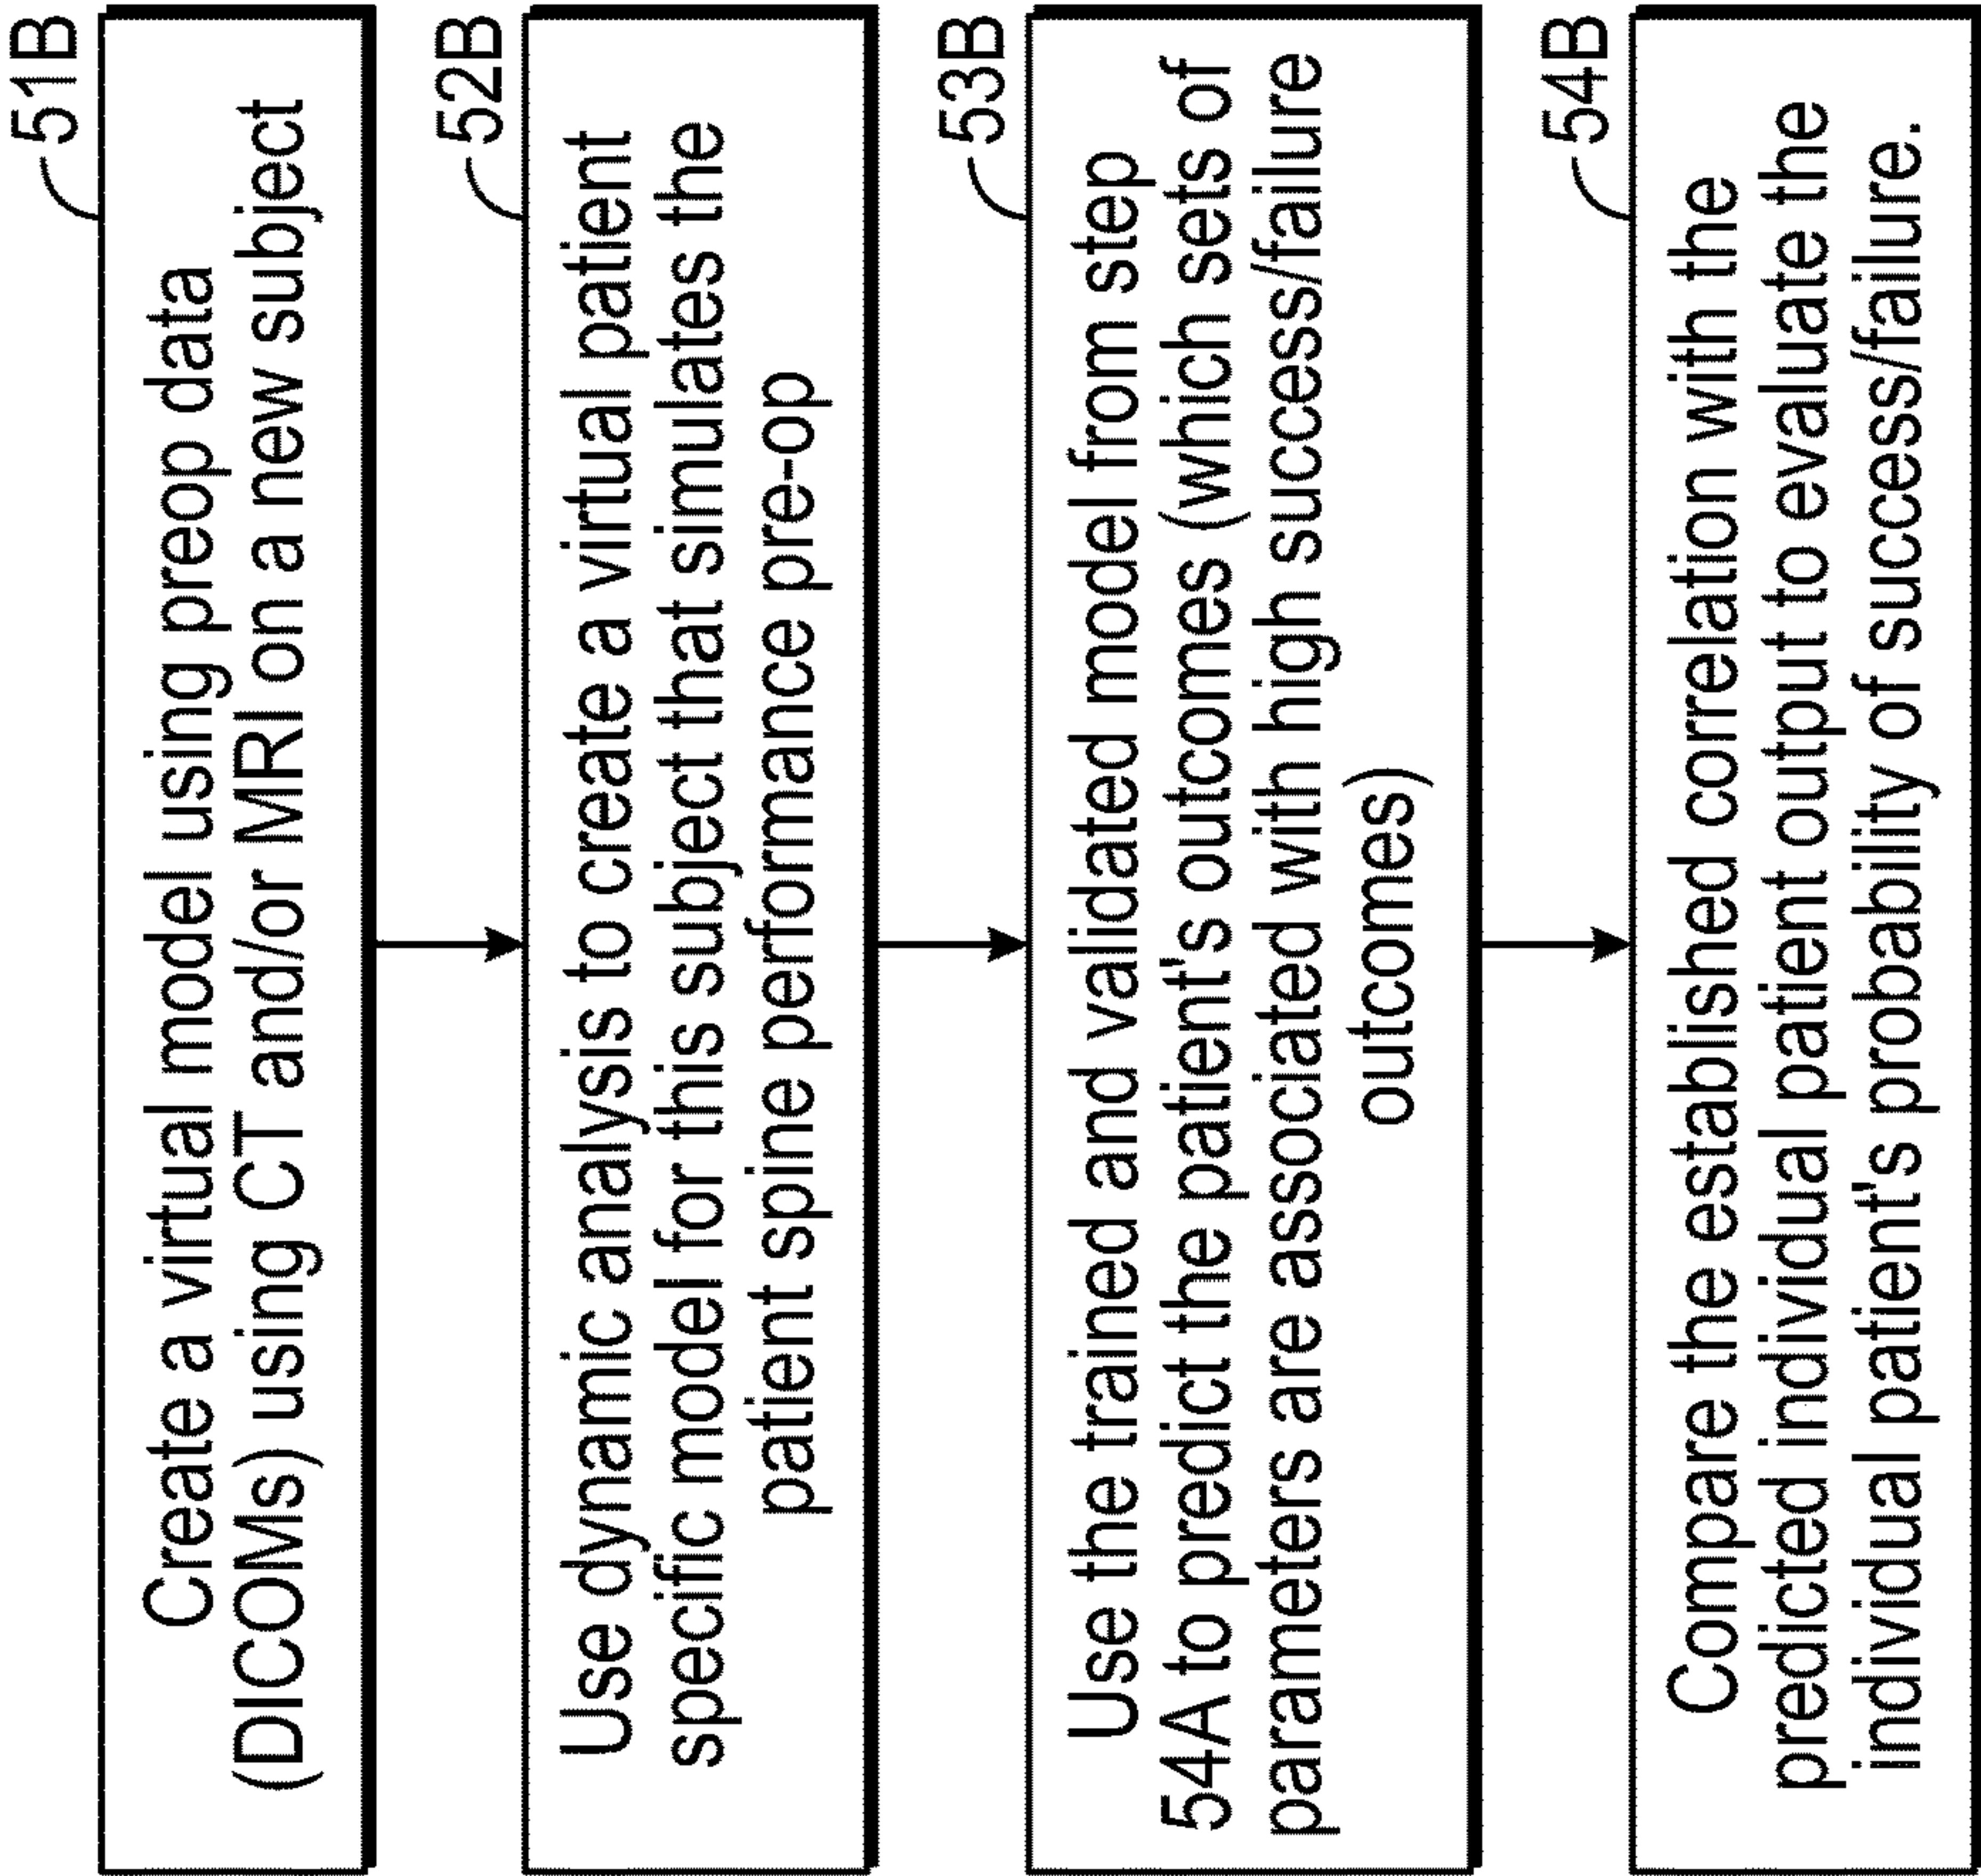 51B
Create a virtual model using preop data
(DICOMs) using CT and/or MRI on a new subject
52B
Use dynamic analysis to create a virtual patient
specific model for this subject that simulates the
patient spine performance pre-op
53B
Use the trained and validated model from step
54A to predict the patient's outcomes (which sets of
parameters are associated with high success/failure
outcomes)
54B
Compare the established correlation with the
predicted individual patient output to evaluate the
individual patient's probability of success/failure.